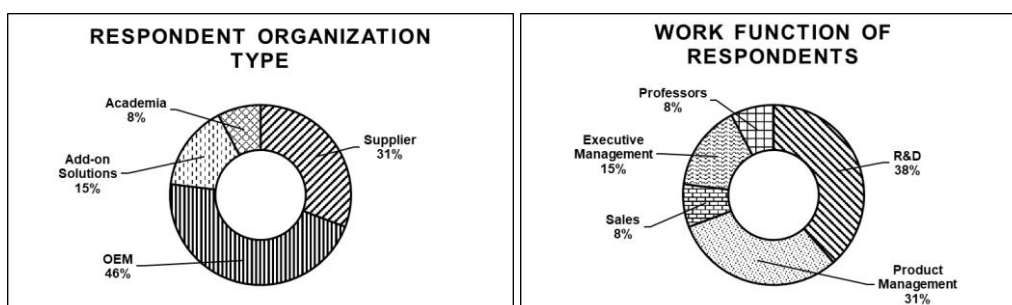 RESPONDENT ORGANIZATION
TYPE
Academia
8%
Supplier
31%
Add-on
Solutions
15%
OEM
46%
WORK FUNCTION OF
RESPONDENTS
Professors
8%
Executive
Management
15%
R&D
38%
Sales
8%
Product
Management
31%